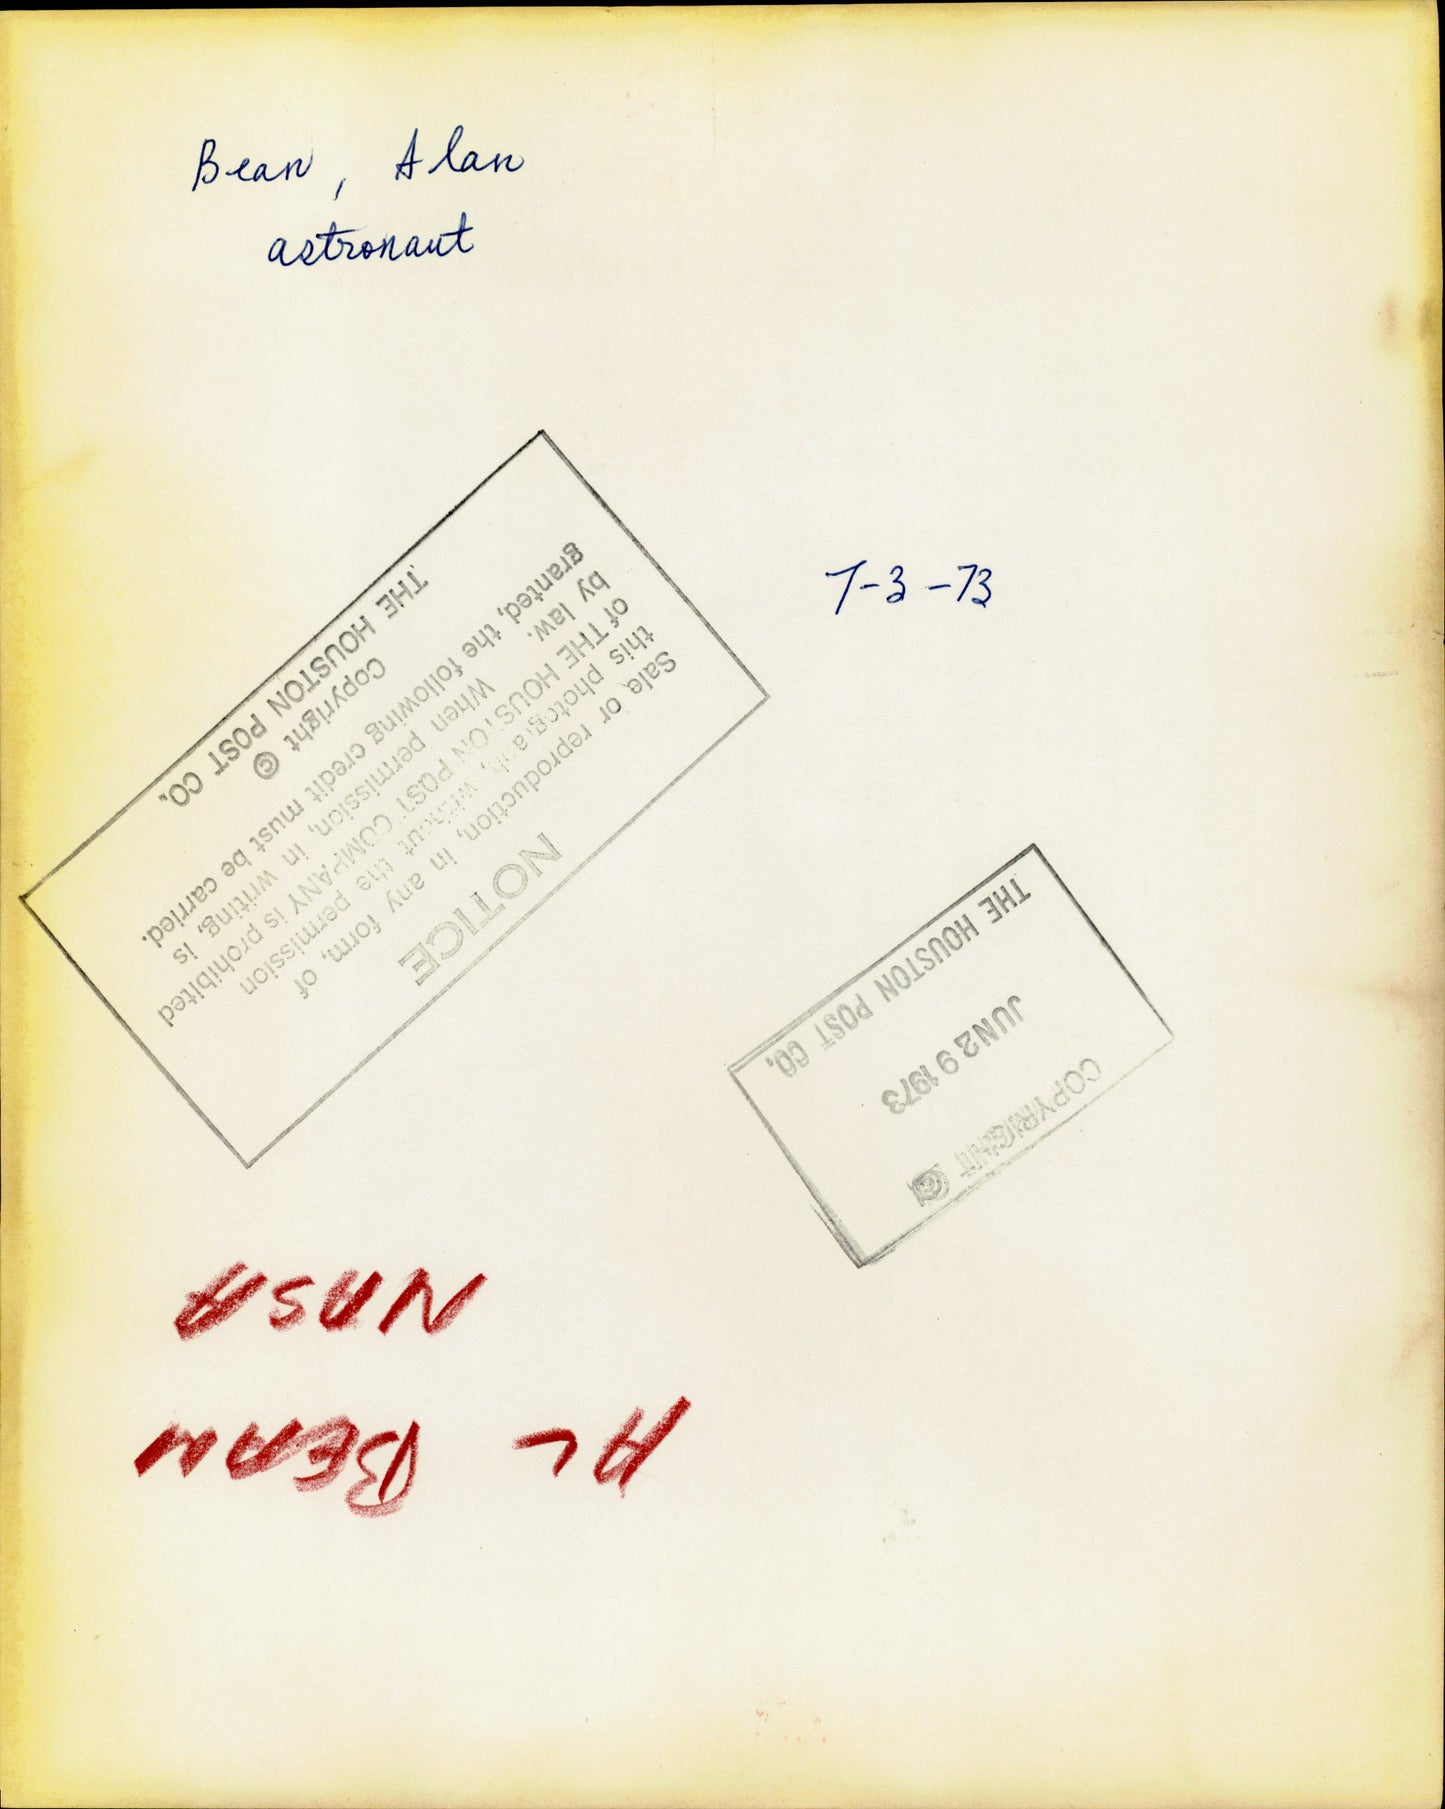 Bean, Alan
astronaut
7-3-73
NOTICE
Sale, or reproduction, in any form, of
this photograph, without the permission
of THE HOUSTON POST COMPANY is prohibited
by law. When permission, in writing, is
granted, the following credit must be carried.
Copyright ©
THE HOUSTON POST CO.
COPYRIGHT ©
JUN 29 1973
THE HOUSTON POST CO.
AL BEAN
NASA